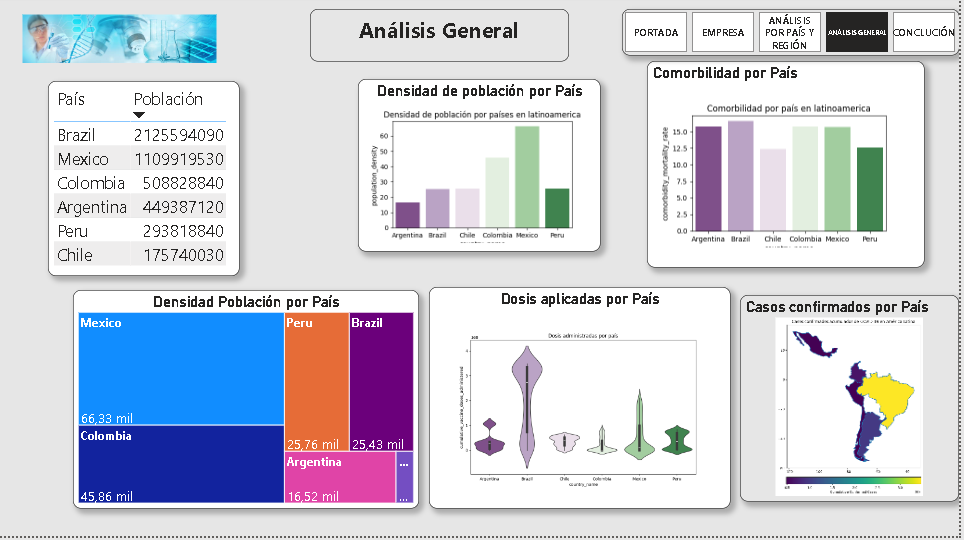 Análisis General
PORTADA
EMPRESA
ANÁLISIS
POR PAÍS Y
REGIÓN
ANÁLISIS GENERAL
CONCLUCIÓN
País Población
Brazil 2125594090
Mexico 1109919530
Colombia 508828840
Argentina 449387120
Peru 293818840
Chile 175740030
Densidad de población por País
Densidad de población por países en latinoamerica
population_density
60
50
40
30
20
10
0
Argentina Brazil Chile Colombia Mexico Peru
Comorbilidad por País
Comorbilidad por país en latinoamerica
comorbidity_mortality_rate
15.0
12.5
10.0
7.5
5.0
2.5
0.0
Argentina Brazil Chile Colombia Mexico Peru
Densidad Población por País
Mexico
66,33 mil
Colombia
45,86 mil
Peru
25,76 mil
Brazil
25,43 mil
Argentina
16,52 mil
...
...
Dosis aplicadas por País
Dosis administradas por país
cumulative_vaccine_doses_administered
4
3
2
1
0
Argentina Brazil Chile Colombia Mexico Peru
country_name
Casos confirmados por País